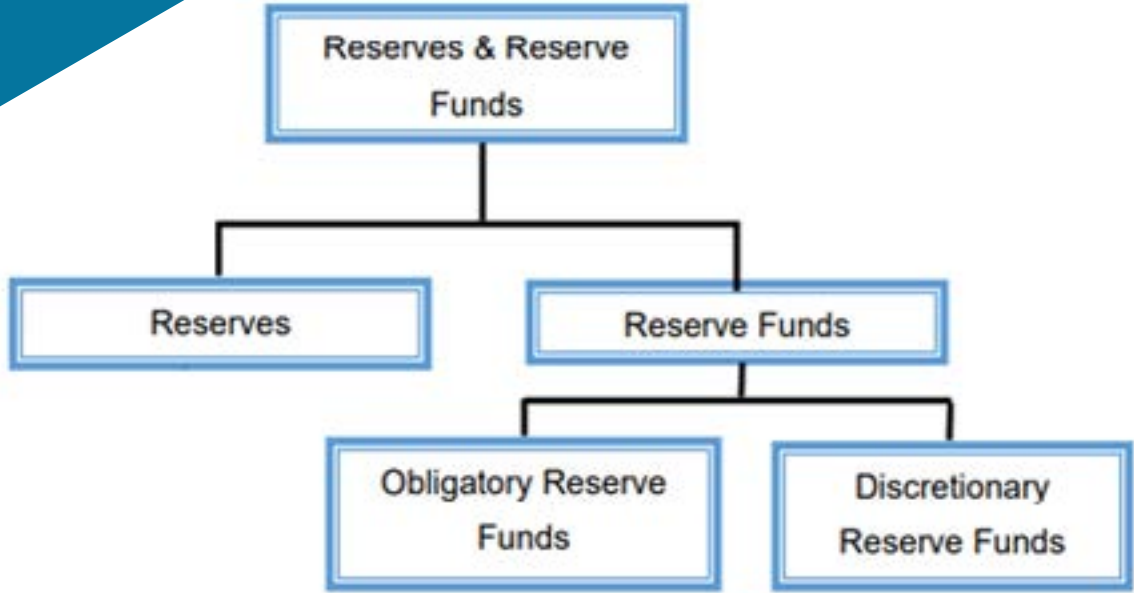 Reserves & Reserve
Funds
Reserves
Reserve Funds
Obligatory Reserve
Funds
Discretionary
Reserve Funds